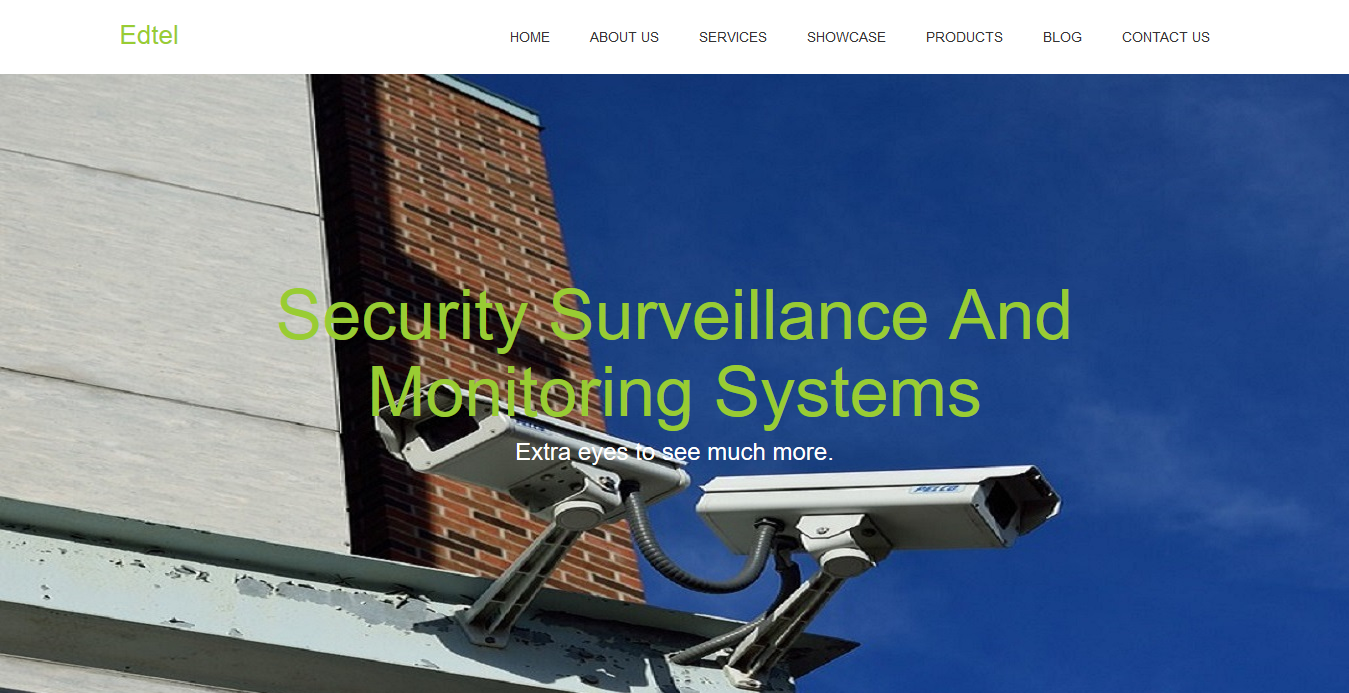 Edtel
HOME ABOUT US SERVICES SHOWCASE PRODUCTS BLOG CONTACT US
Security Surveillance And
Monitoring Systems
Extra eyes to see much more.
PELCO